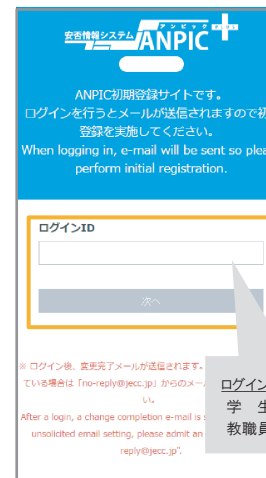 安否情報システム ANPIC
アンピック
ANPIC初期登録サイトです。
ログインを行うとメールが送信されますので初
登録を実施してください。
When logging in, e-mail will be sent so plea
perform initial registration.
ログインID
次へ
※ ログイン後、変更完了メールが送信されます。
ている場合は「no-reply@jecc.jp」からのメー
い。
After a login, a change completion e-mail is
unsolicited email setting, please admit an
reply@jecc.jp".
ログイン
学 生
教職員